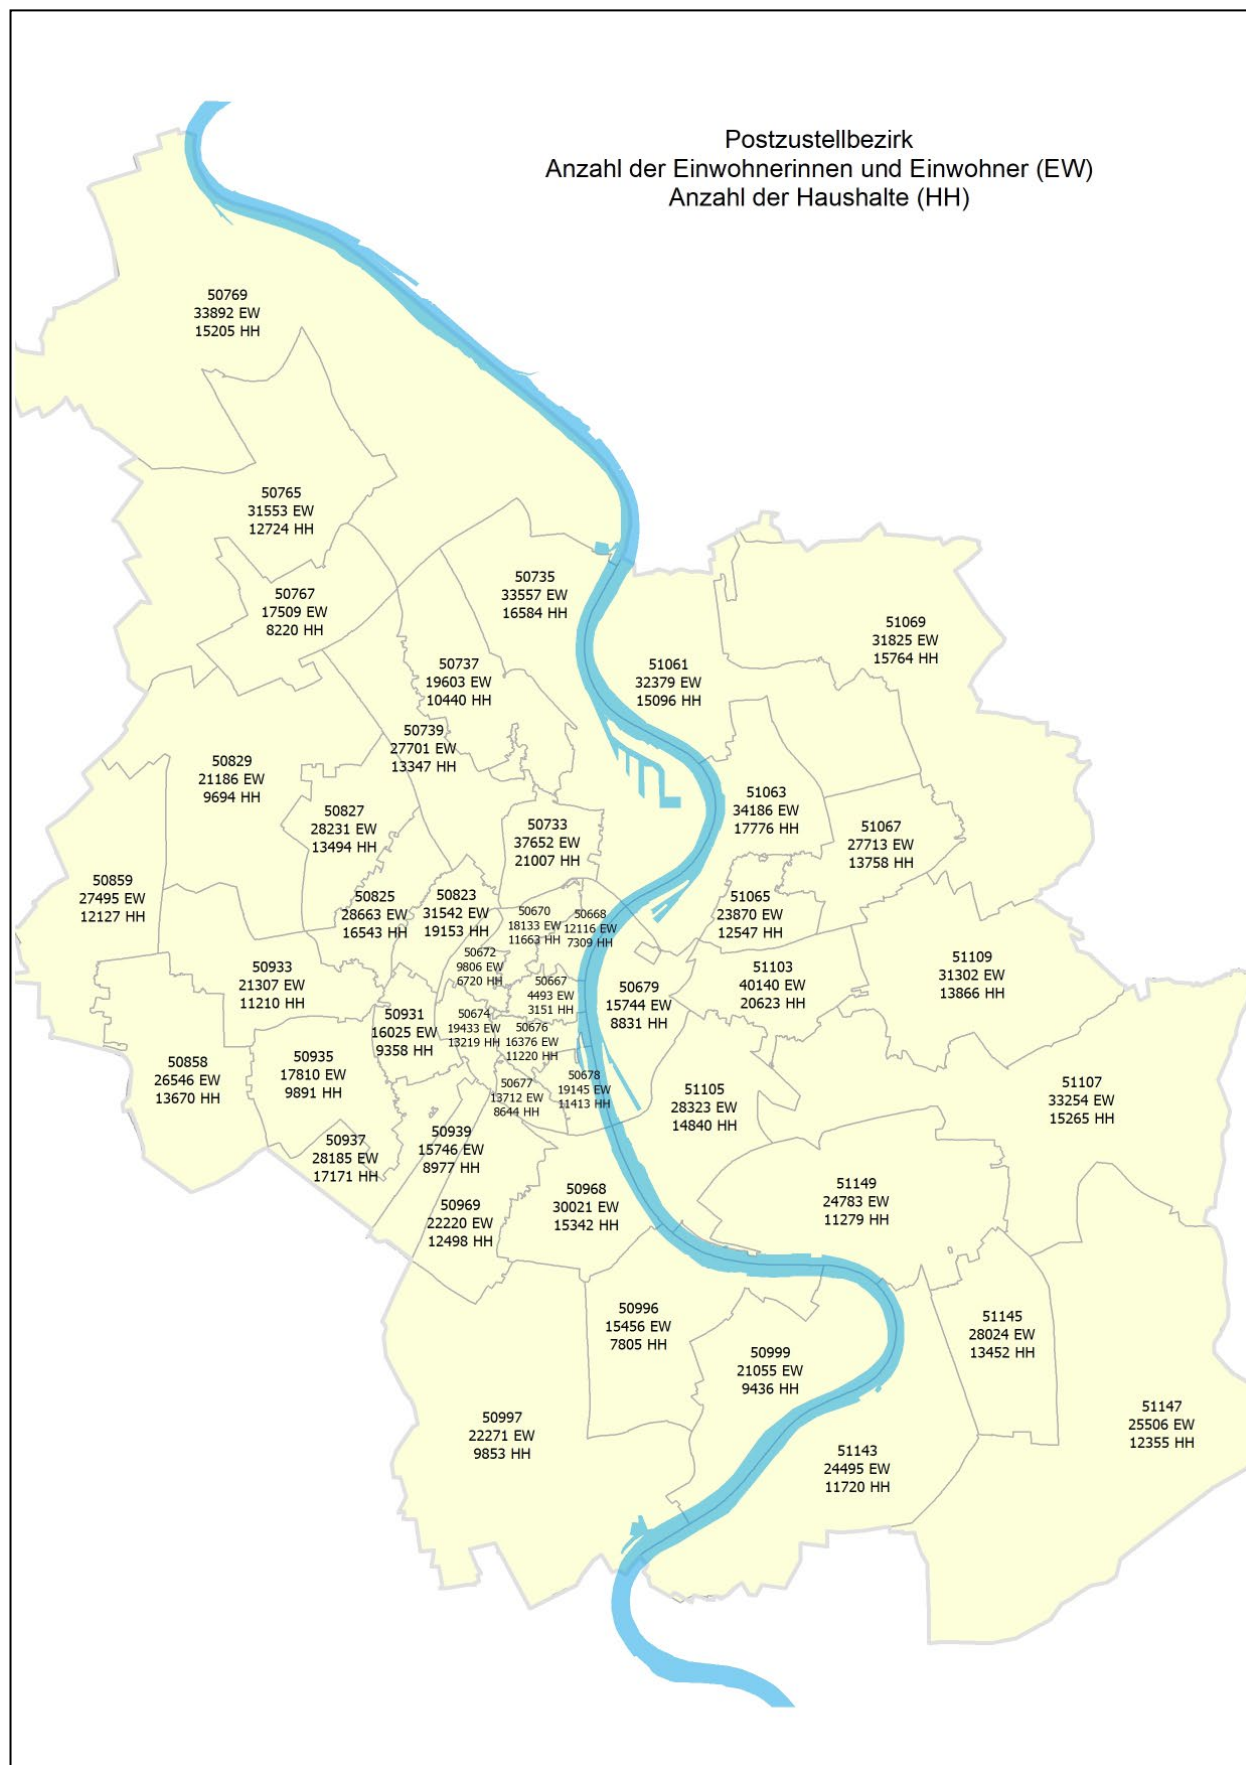 Postzustellbezirk
Anzahl der Einwohnerinnen und Einwohner (EW)
Anzahl der Haushalte (HH)
50769
33892 EW
15205 HH
50765
31553 EW
12724 HH
50767
17509 EW
8220 HH
50735
33557 EW
16584 HH
51069
31825 EW
15764 HH
50737
19603 EW
10440 HH
51061
32379 EW
15096 HH
50739
27701 EW
13347 HH
50829
21186 EW
9694 HH
50827
28231 EW
13494 HH
50733
37652 EW
21007 HH
51063
34186 EW
17776 HH
51067
27713 EW
13758 HH
50859
27495 EW
12127 HH
50825
28663 EW
16543 HH
50823
31542 EW
19153 HH
50670
18133 EW
11663 HH
50668
12116 EW
7309 HH
51065
23870 EW
12547 HH
50672
9806 EW
6720 HH
50667
4493 EW
3151 HH
50679
15744 EW
8831 HH
51103
40140 EW
20623 HH
51109
31302 EW
13866 HH
50933
21307 EW
11210 HH
50931
16025 EW
9358 HH
50674
19433 EW
13219 HH
50676
16376 EW
11220 HH
50858
26546 EW
13670 HH
50935
17810 EW
9891 HH
50677
13712 EW
8644 HH
50678
19145 EW
11413 HH
51105
28323 EW
14840 HH
51107
33254 EW
15265 HH
50937
28185 EW
17171 HH
50939
15746 EW
8977 HH
50969
22220 EW
12498 HH
50968
30021 EW
15342 HH
51149
24783 EW
11279 HH
50996
15456 EW
7805 HH
50999
21055 EW
9436 HH
51145
28024 EW
13452 HH
50997
22271 EW
9853 HH
51143
24495 EW
11720 HH
51147
25506 EW
12355 HH